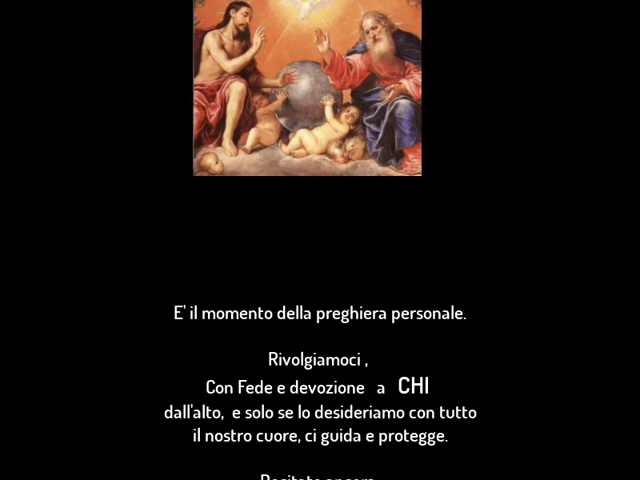 E' il momento della preghiera personale.
Rivolgiamoci ,
Con Fede e devozione a CHI
dall'alto, e solo se lo desideriamo con tutto
il nostro cuore, ci guida e protegge.